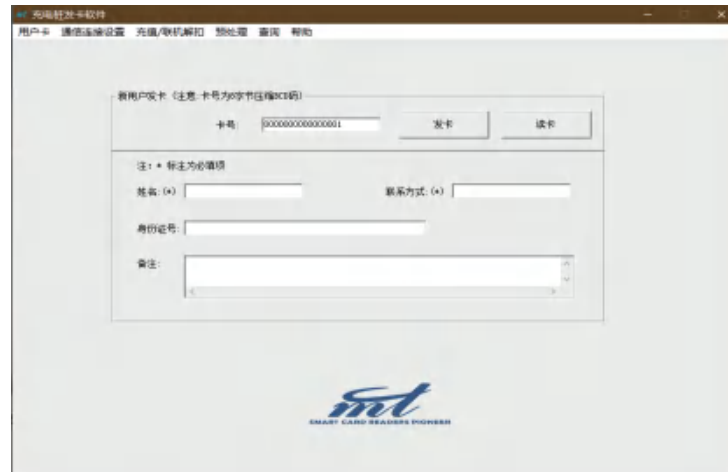 充电桩发卡软件
用户卡 通信连接设置 充值/联机解扣 预处理 查询 帮助
新用户发卡 (注意:卡号为8字节压缩BCD码)
卡号: 0000000000000001 发卡 读卡
注: * 标注为必填项
姓名:(*) 联系方式:(*)
身份证号:
备注:
mt
SMART CARD READERS PIONEER